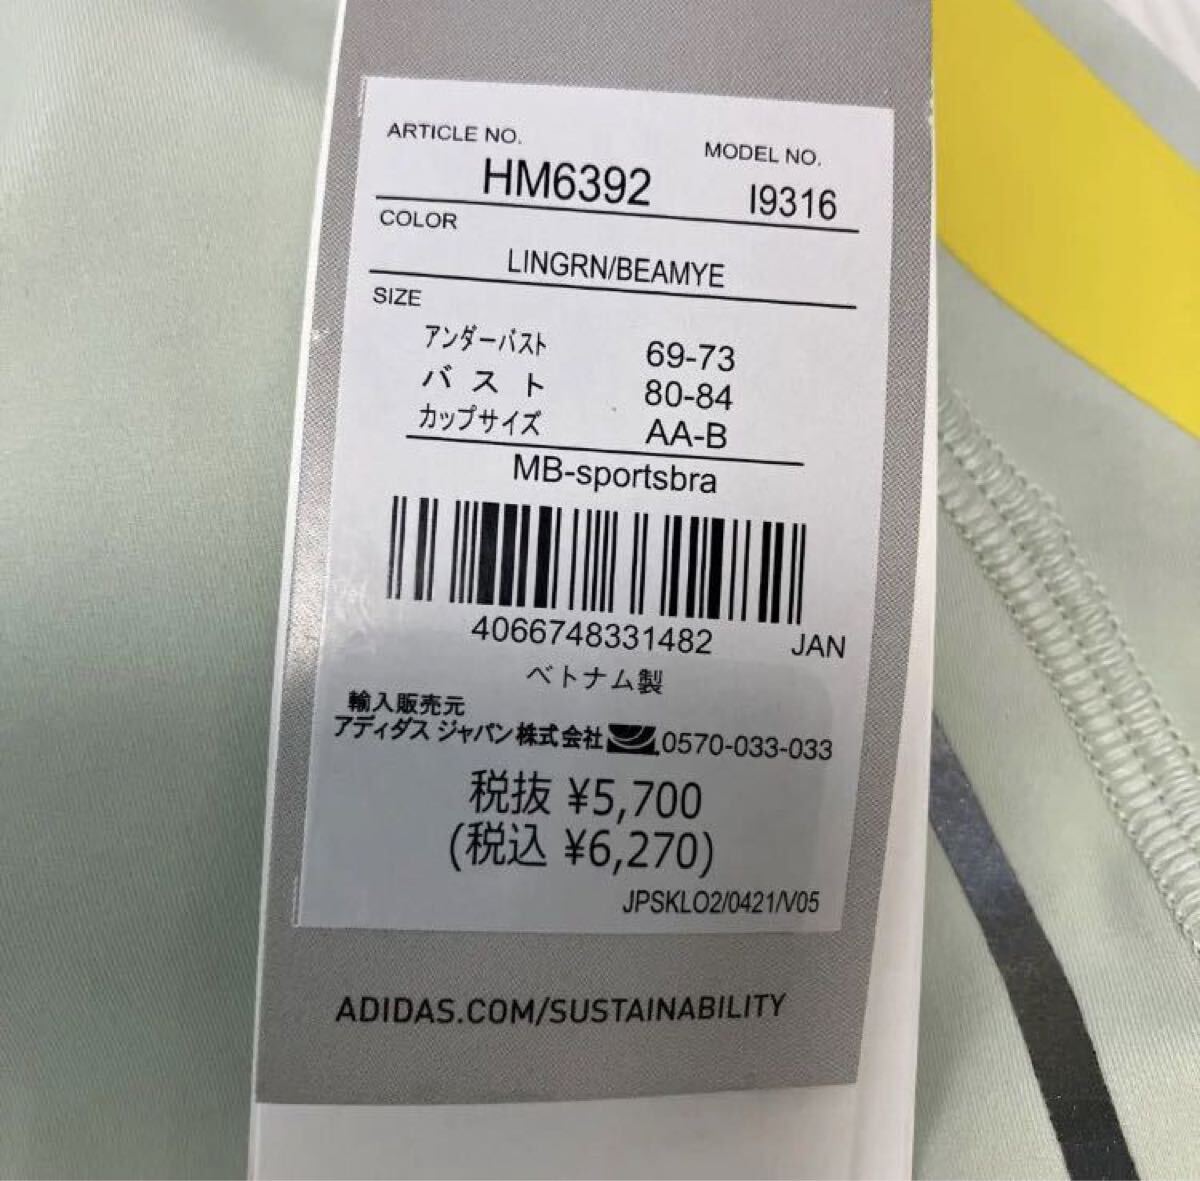 ARTICLE NO. MODEL NO.
HM6392 I9316
COLOR
LINGRN/BEAMYE
SIZE
アンダーバスト 69-73
バスト 80-84
カップサイズ AA-B
MB-sportsbra
4066748331482 JAN
ベトナム製
輸入販売元
アディダス ジャパン株式会社 0570-033-033
税抜 ¥5,700
(税込 ¥6,270)
JPSKLO2/0421/V05
ADIDAS.COM/SUSTAINABILITY